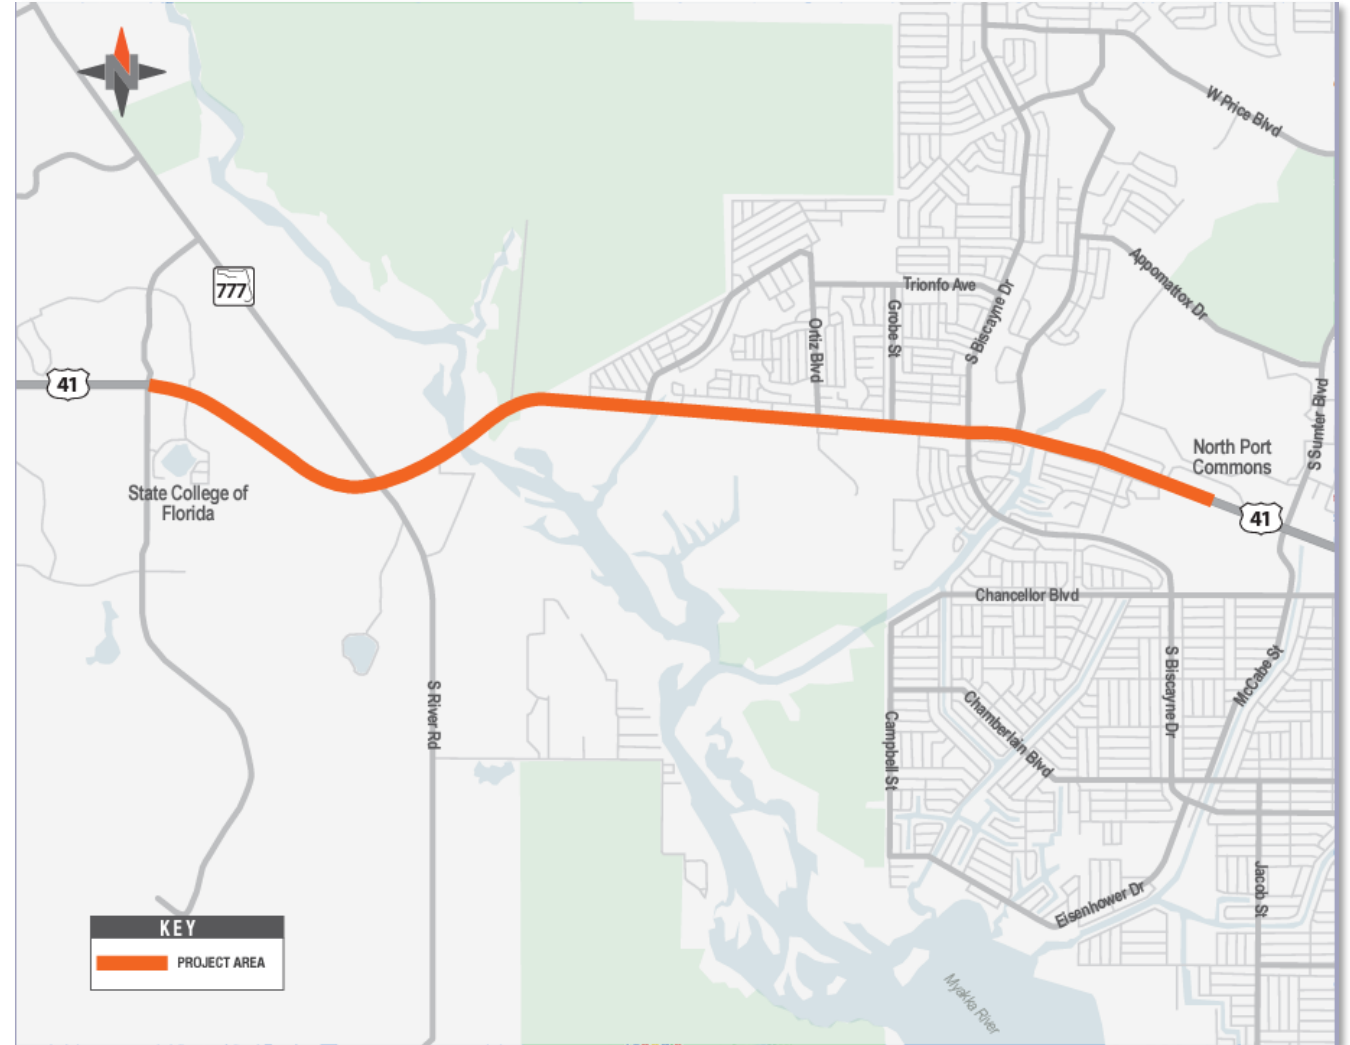 N
W Price Blvd
Appomattox Dr
777
Trionfo Ave
S Biscayne Dr
Ortiz Blvd
Grobe St
41
S Sumter Blvd
North Port
Commons
State College of
Florida
41
Chancellor Blvd
S River Rd
S Biscayne Dr
McCabe St
Chamberlain Blvd
Campbell St
Jacob St
Eisenhower Dr
KEY
PROJECT AREA
Myakka River